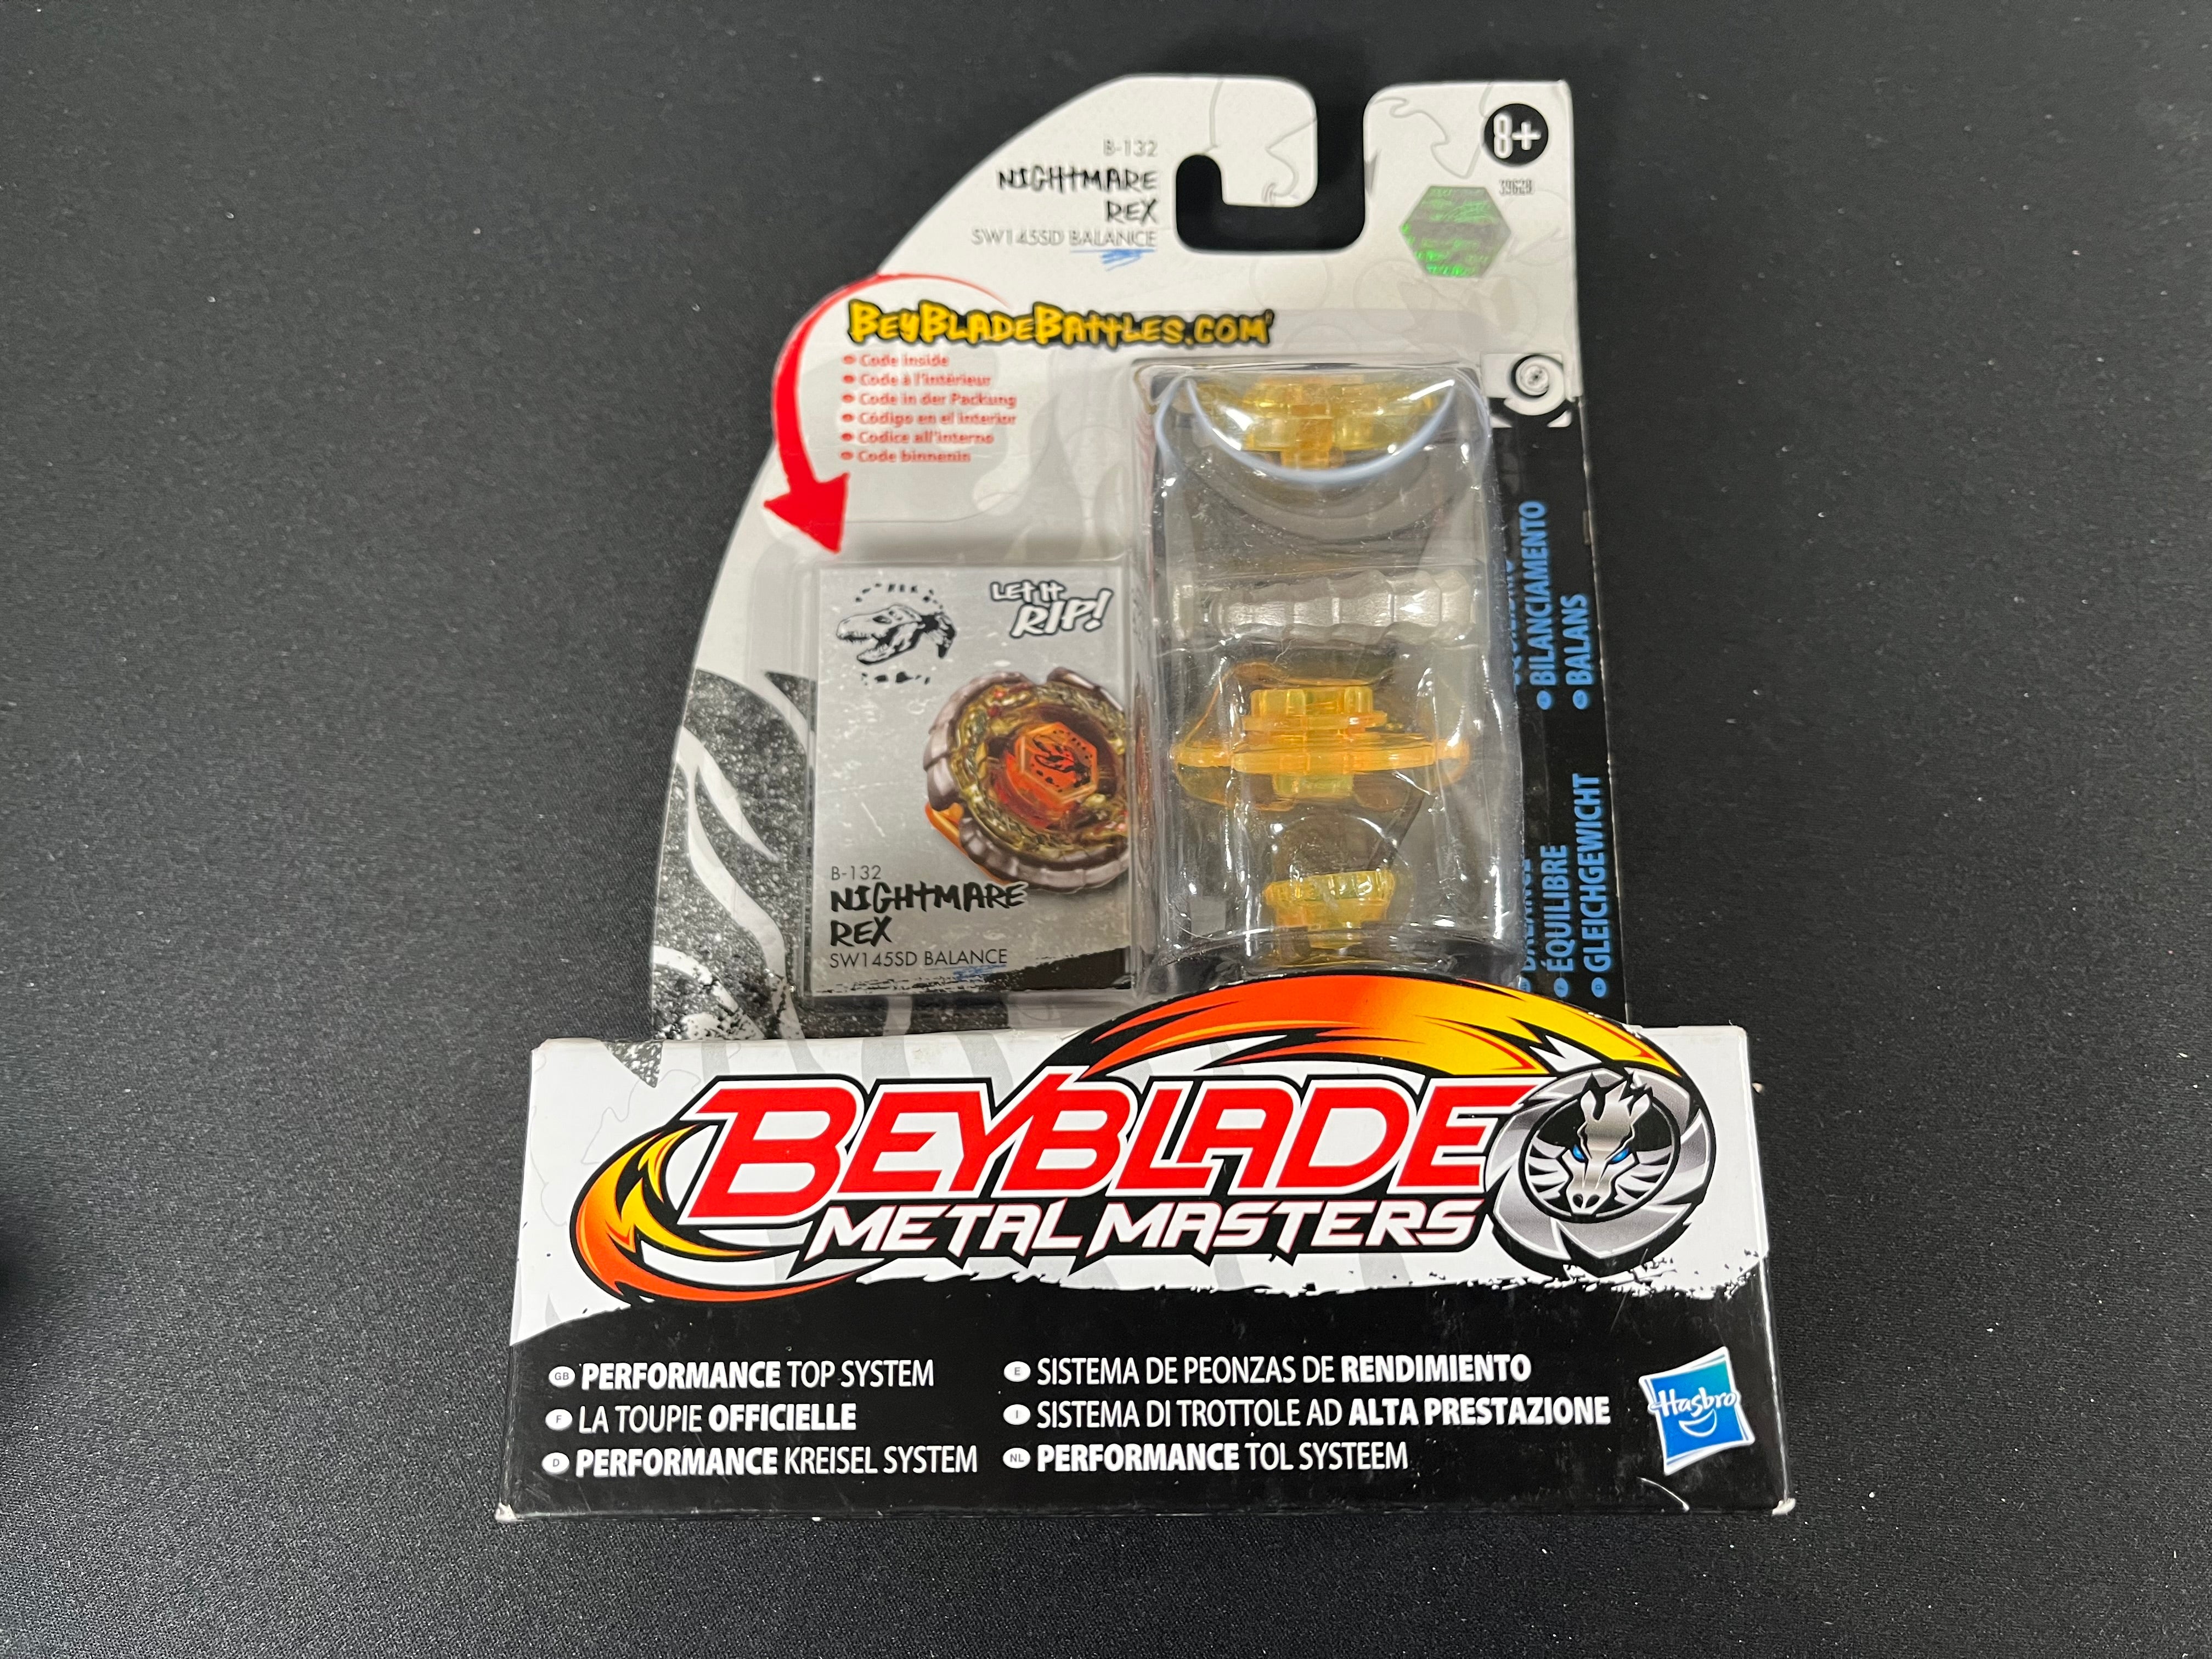 B-132
NIGHTMARE
REX
SW145SD BALANCE
8+
39628
BEYBLADEBATTLES.COM
Code inside
Code à l'intérieur
Code in der Packung
Código en el interior
Codice all'interno
Code binnenin
LET IT
RIP!
B-132
NIGHTMARE
REX
SW145SD BALANCE
BILANCIAMENTO
BALANS
ÉQUILIBRE
D GLEICHGEWICHT
BEYBLADE
METAL MASTERS
GB PERFORMANCE TOP SYSTEM
F LA TOUPIE OFFICIELLE
D PERFORMANCE KREISEL SYSTEM
E SISTEMA DE PEONZAS DE RENDIMIENTO
I SISTEMA DI TROTTOLE AD ALTA PRESTAZIONE
NL PERFORMANCE TOL SYSTEEM
Hasbro